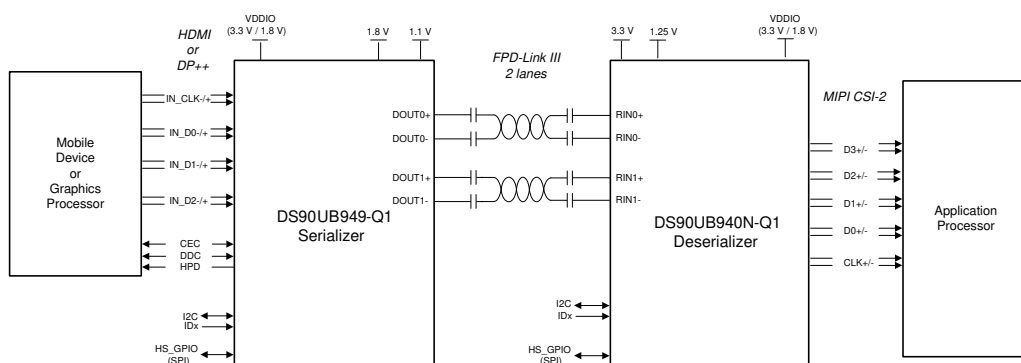 HDMI
or
DP++
VDDIO
(3.3 V / 1.8 V)
1.8 V
1.1 V
FPD-Link III
2 lanes
3.3 V
1.25 V
VDDIO
(3.3 V / 1.8 V)
MIPI CSI-2
Mobile
Device
or
Graphics
Processor
IN_CLK-/+
IN_D0-/+
IN_D1-/+
IN_D2-/+
CEC
DDC
HPD
I2C
IDx
HS_GPIO
(SPI)
DOUT0+
DOUT0-
DOUT1+
DOUT1-
DS90UB949-Q1
Serializer
RIN0+
RIN0-
RIN1+
RIN1-
DS90UB940N-Q1
Deserializer
I2C
IDx
HS_GPIO
(SPI)
D3+/-
D2+/-
D1+/-
D0+/-
CLK+/-
Application
Processor